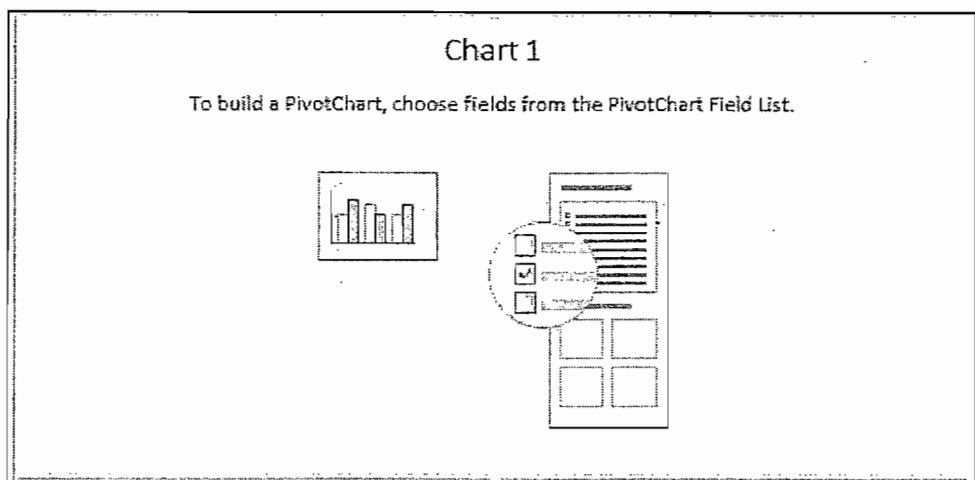 Chart 1
To build a PivotChart, choose fields from the PivotChart Field List.